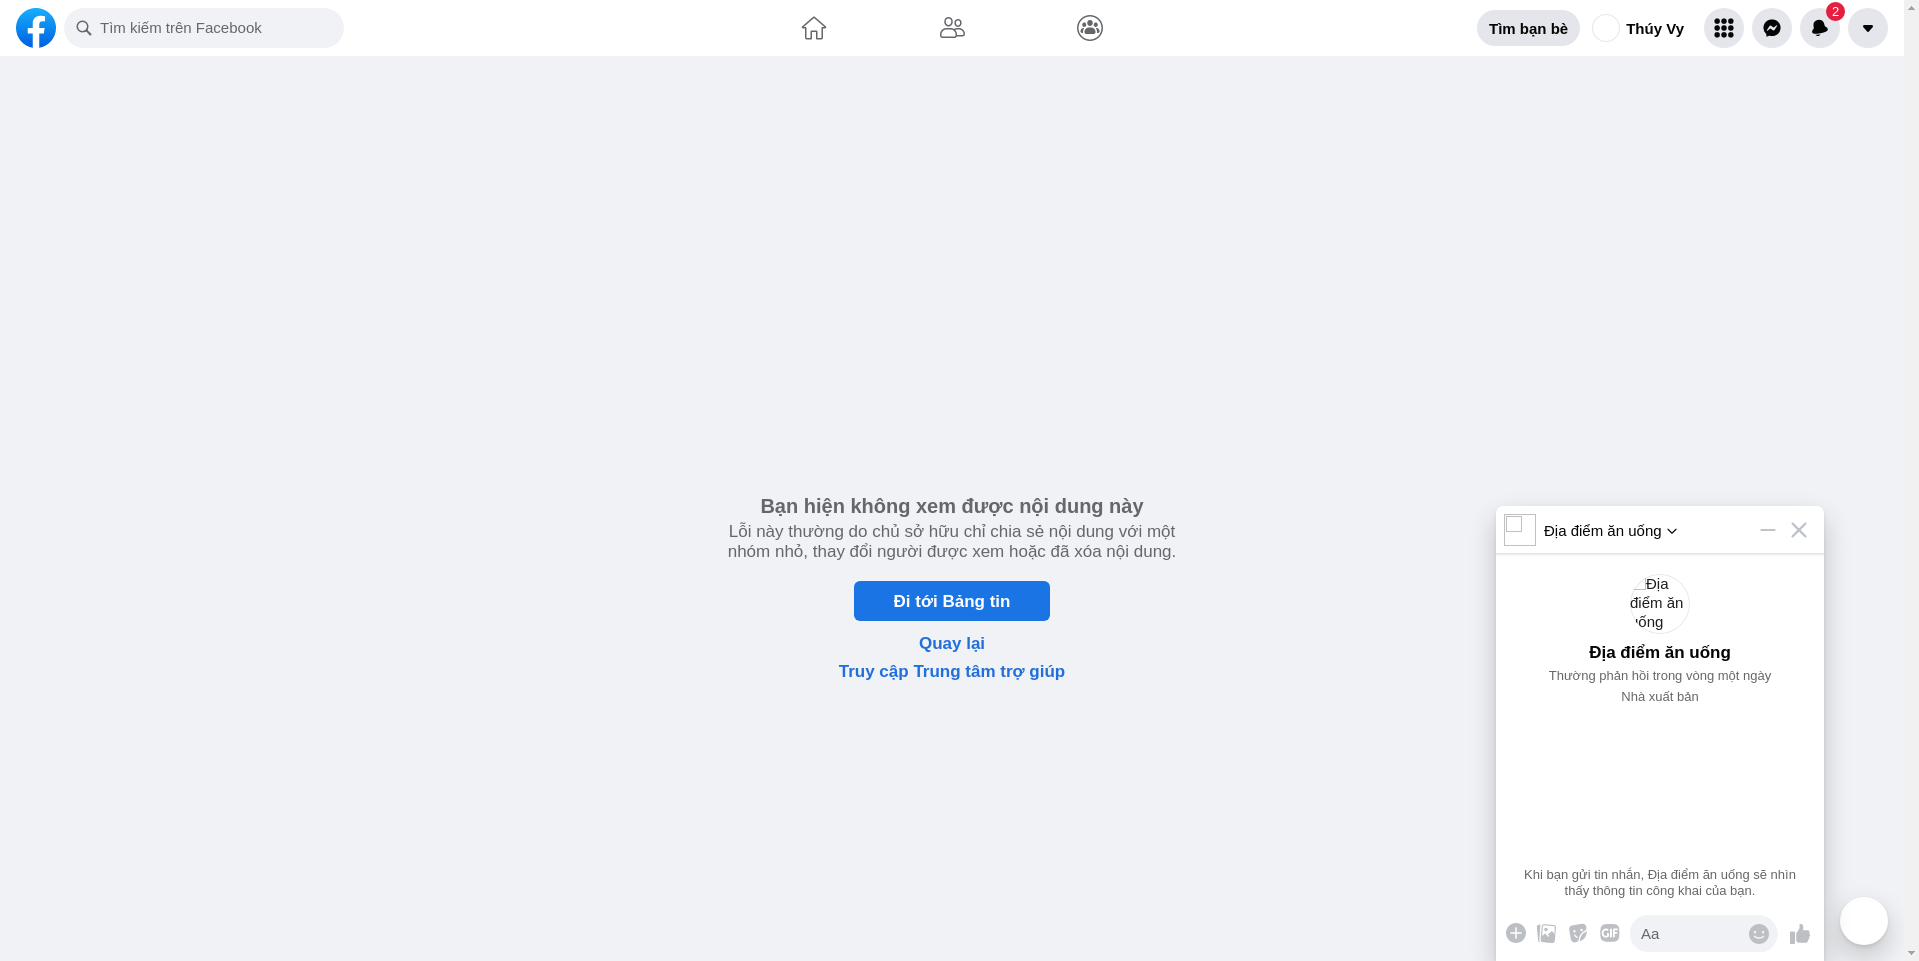 Tìm kiếm trên Facebook
Tìm bạn bè
Thúy Vy
2
Bạn hiện không xem được nội dung này
Lỗi này thường do chủ sở hữu chỉ chia sẻ nội dung với một
nhóm nhỏ, thay đổi người được xem hoặc đã xóa nội dung.
Đi tới Bảng tin
Quay lại
Truy cập Trung tâm trợ giúp
Địa điểm ăn uống
Địa
điểm ăn
uống
Địa điểm ăn uống
Thường phản hồi trong vòng một ngày
Nhà xuất bản
Khi bạn gửi tin nhắn, Địa điểm ăn uống sẽ nhìn
thấy thông tin công khai của bạn.
GIF
Aa